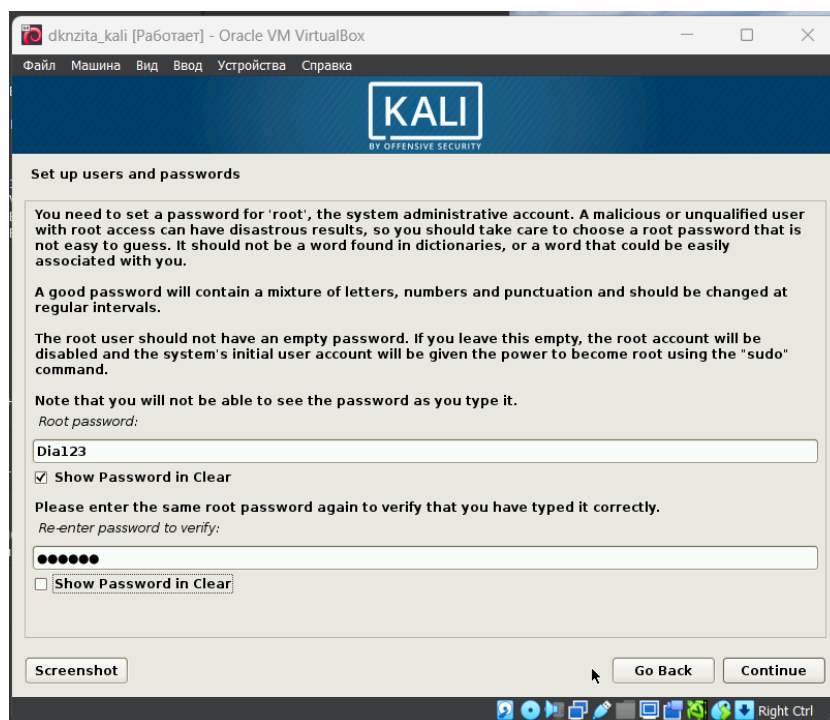 dknzita_kali [Работает] - Oracle VM VirtualBox
Файл Машина Вид Ввод Устройства Справка
KALI
BY OFFENSIVE SECURITY
Set up users and passwords
You need to set a password for 'root', the system administrative account. A malicious or unqualified user
with root access can have disastrous results, so you should take care to choose a root password that is
not easy to guess. It should not be a word found in dictionaries, or a word that could be easily
associated with you.
A good password will contain a mixture of letters, numbers and punctuation and should be changed at
regular intervals.
The root user should not have an empty password. If you leave this empty, the root account will be
disabled and the system's initial user account will be given the power to become root using the "sudo"
command.
Note that you will not be able to see the password as you type it.
Root password:
Dia123
Show Password in Clear
Please enter the same root password again to verify that you have typed it correctly.
Re-enter password to verify:
●●●●●●
Show Password in Clear
Screenshot Go Back Continue
Right Ctrl